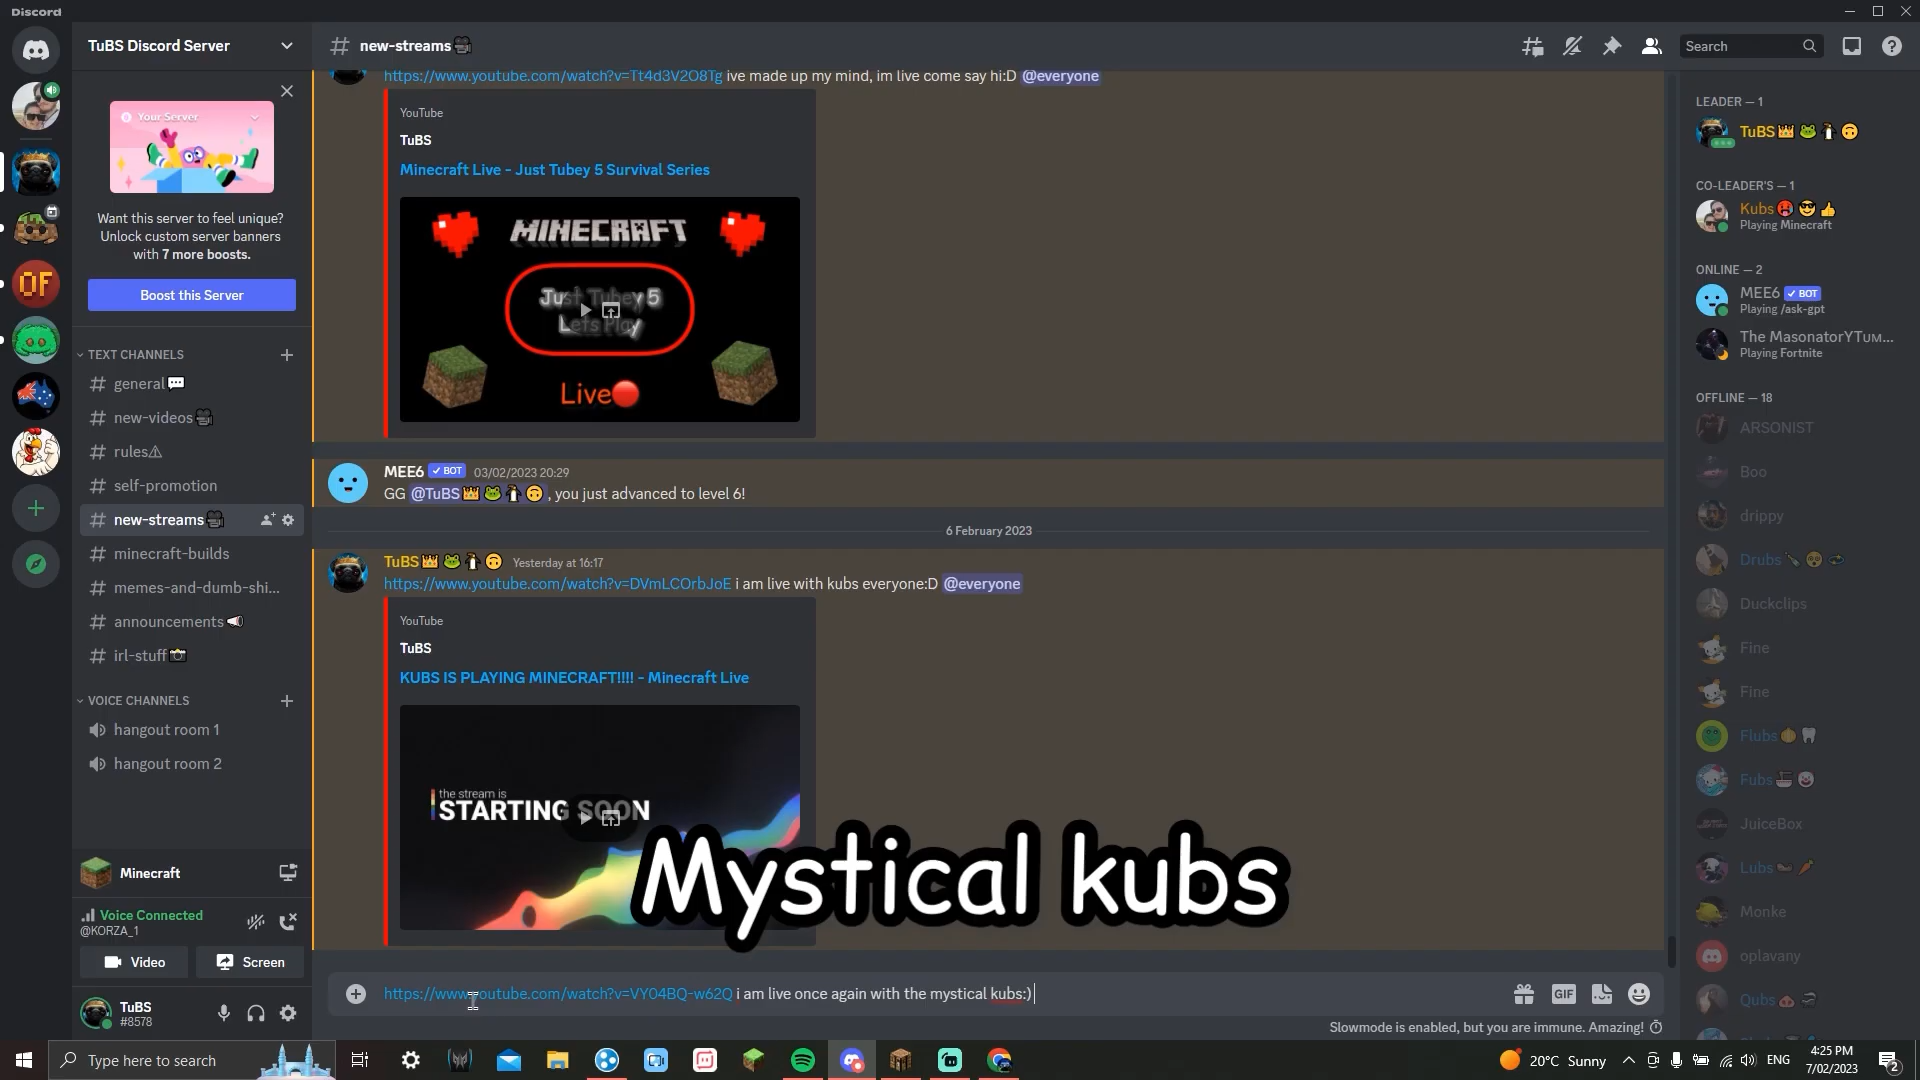 Discord
TuBS Discord Server
Your Server
Want this server to feel unique?
Unlock custom server banners
with 7 more boosts.
Boost this Server
TEXT CHANNELS
general💬
new-videos🎥
rules⚠
self-promotion
new-streams🎥
minecraft-builds
memes-and-dumb-shi...
announcements📢
irl-stuff📸
VOICE CHANNELS
hangout room 1
hangout room 2
Minecraft
Voice Connected
@KORZA_1
Video
Screen
TuBS
#8578
OF
new-streams🎥
Search
https://www.youtube.com/watch?v=Tt4d3V2O8Tg ive made up my mind, im live come say hi:D @everyone
YouTube
TuBS
Minecraft Live - Just Tubey 5 Survival Series
MINECRAFT
Just Tubey 5
Lets Play
Live🔴
MEE6 ✓ BOT 03/02/2023 20:29
GG @TuBS👑🐸🐧🙃, you just advanced to level 6!
6 February 2023
TuBS👑🐸🐧🙃 Yesterday at 16:17
https://www.youtube.com/watch?v=DVmLCOrbJoE i am live with kubs everyone:D @everyone
YouTube
TuBS
KUBS IS PLAYING MINECRAFT!!!! - Minecraft Live
the stream is
STARTING SOON
Mystical kubs
https://www.youtube.com/watch?v=VY04BQ-w62Q i am live once again with the mystical kubs:)
GIF
Slowmode is enabled, but you are immune. Amazing!
LEADER — 1
TuBS👑🐸🐧🙃
CO-LEADER'S — 1
Kubs🥵😎👍
Playing Minecraft
ONLINE — 2
MEE6 ✓ BOT
Playing /ask-gpt
The MasonatorYTᴜᴍ...
Playing Fortnite
OFFLINE — 18
ARSONIST
Boo
drippy
Drubs
Duckclips
Fine
Fine
Flubs
Fubs
JuiceBox
Lubs
Monke
oplavany
Qubs
Type here to search
20°C Sunny
ENG
4:25 PM
7/02/2023
2